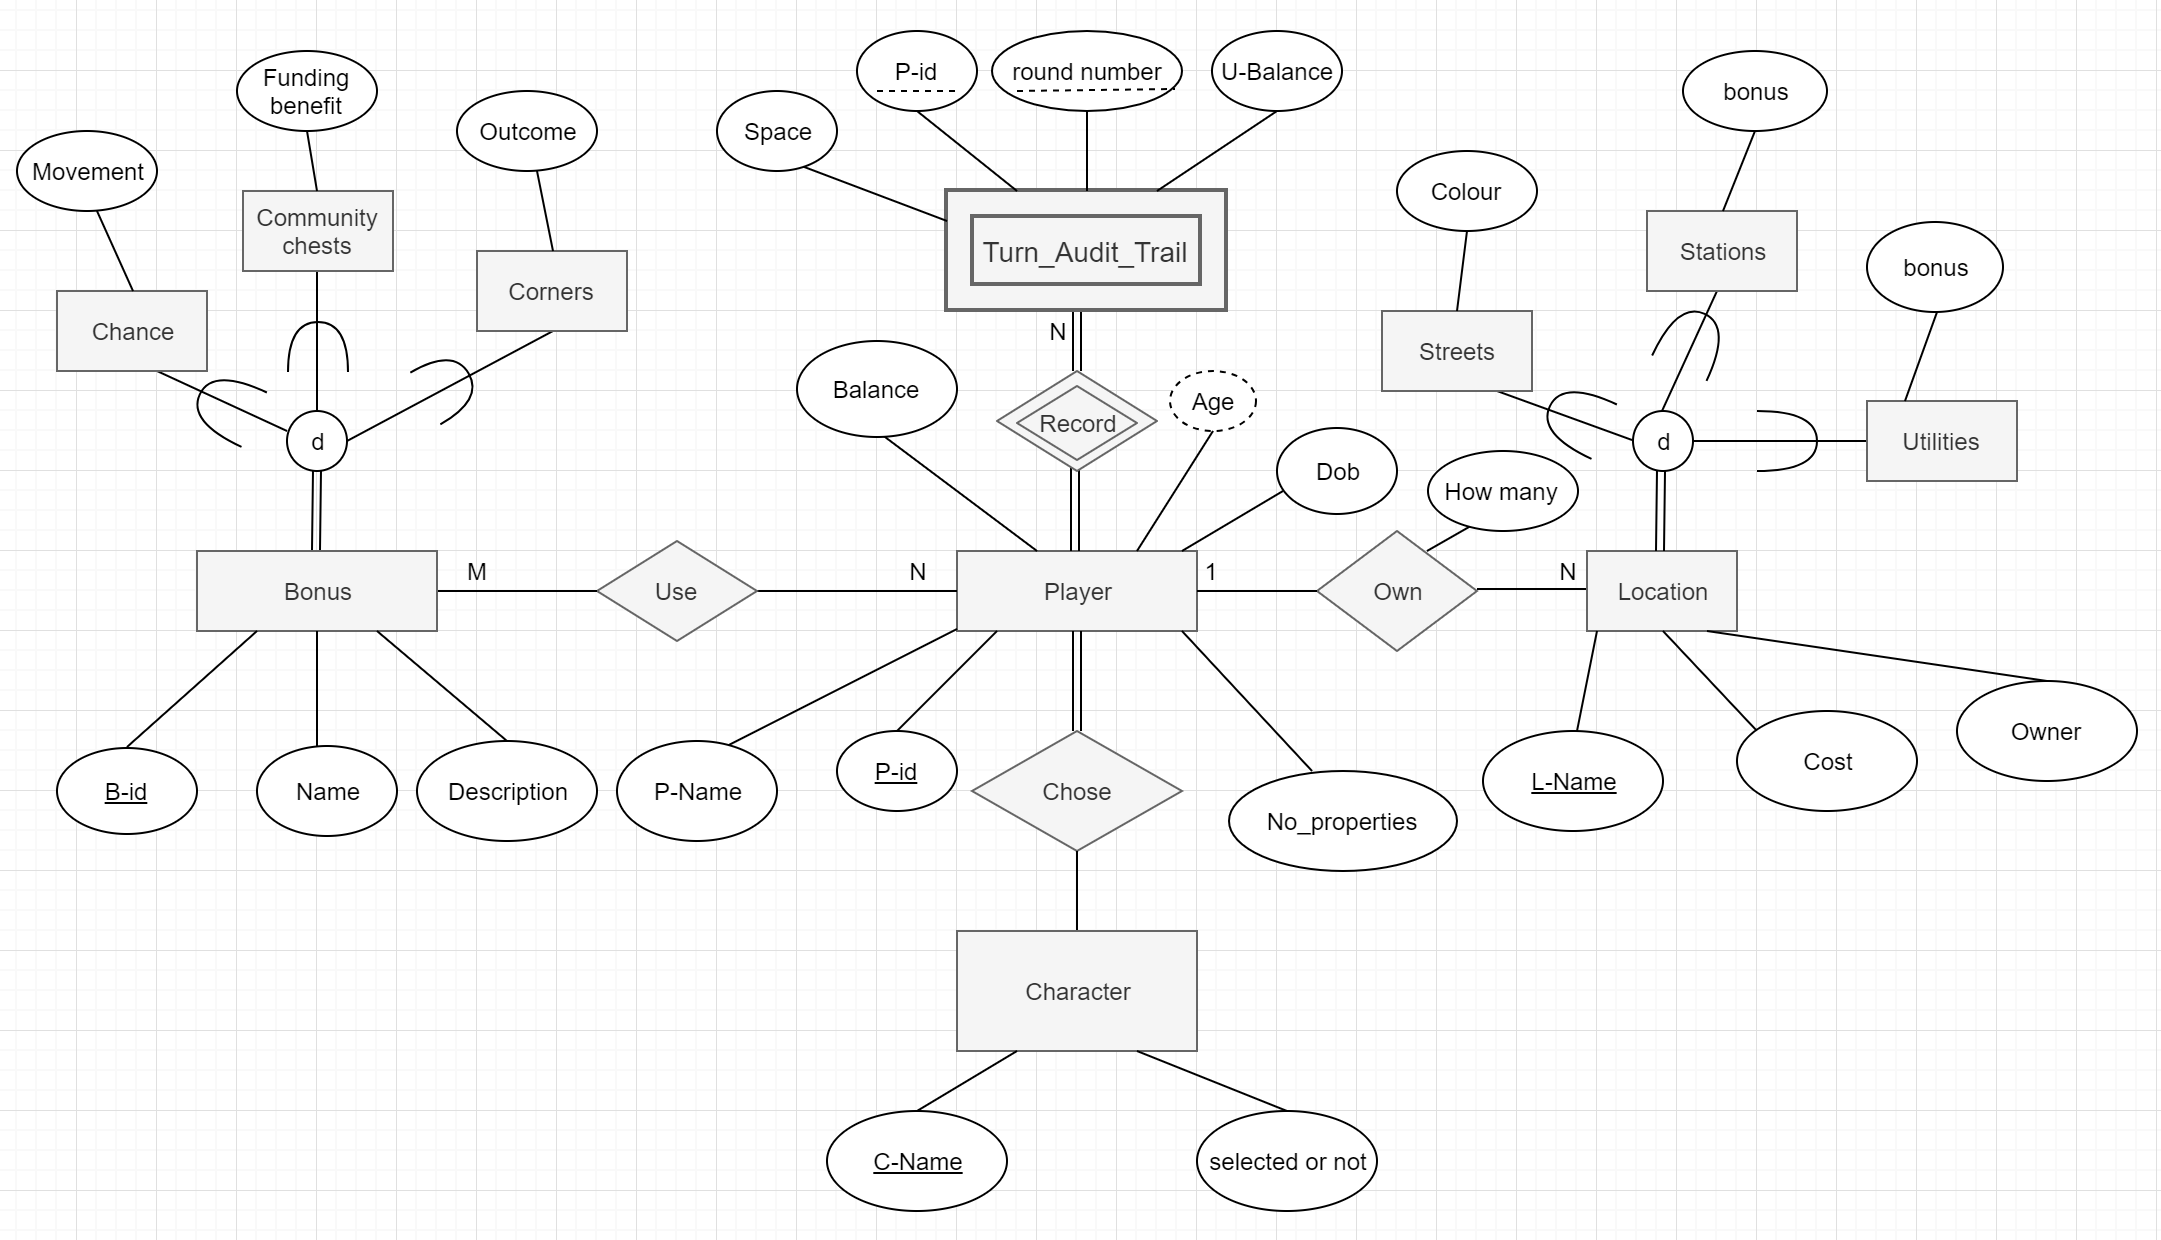 P-id
round number
U-Balance
Funding
benefit
bonus
Outcome
Space
Movement
Colour
Community
chests
Turn_Audit_Trail
Stations
bonus
Corners
Chance
N
Streets
Balance
Age
Record
d
d
Utilities
Dob
How many
M
N
1
N
Bonus
Use
Player
Own
Location
Owner
Cost
P-id
L-Name
B-id
Name
Description
P-Name
Chose
No_properties
Character
C-Name
selected or not